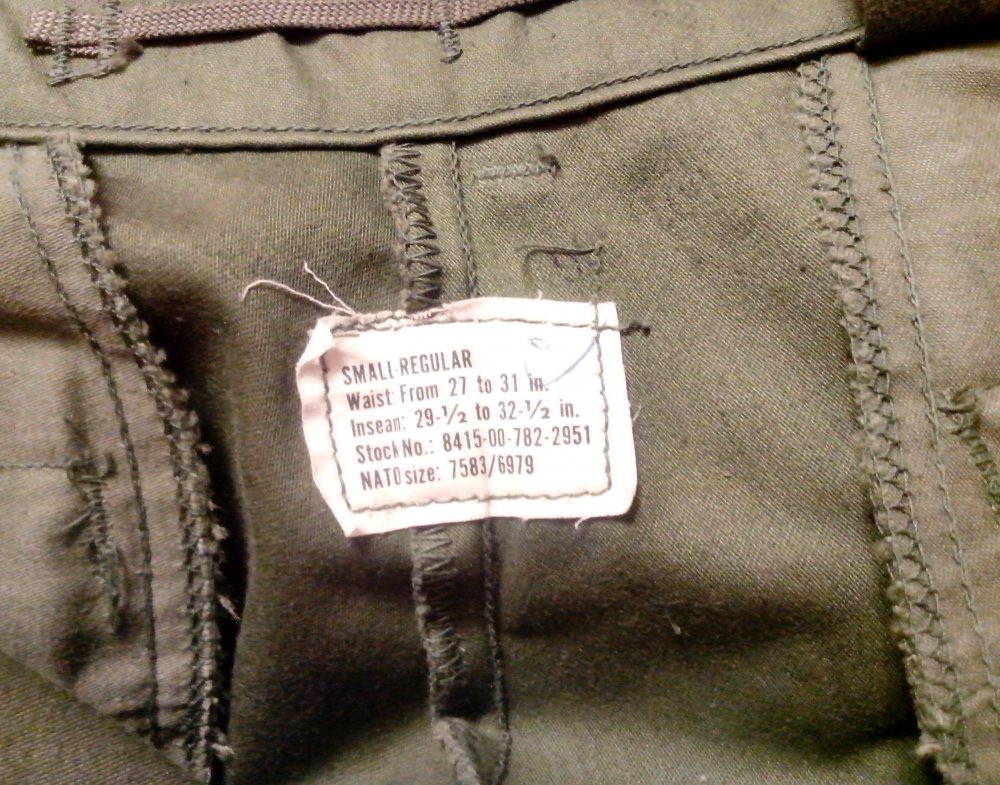 SMALL-REGULAR
Waist: From 27 to 31 in.
Inseam: 29-½ to 32-½ in.
Stock No.: 8415-00-782-2951
NATO size: 7583/6979